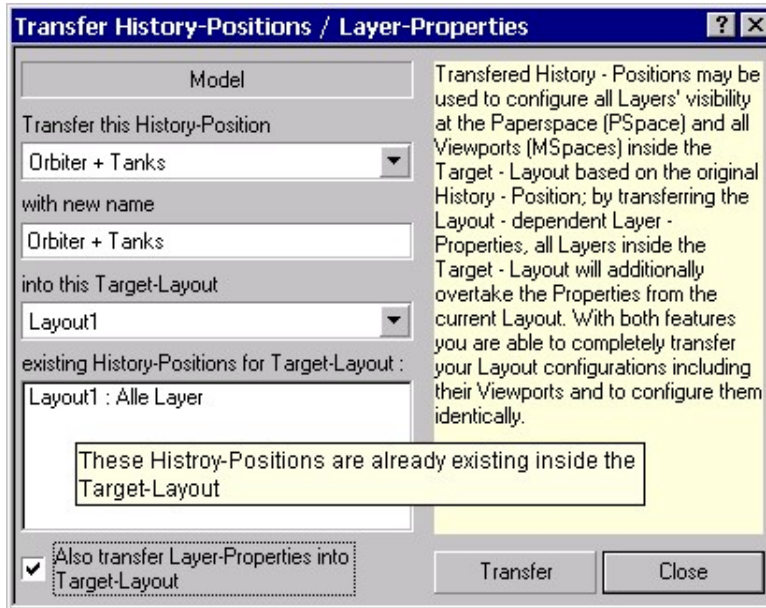 Transfer History-Positions / Layer-Properties
Model
Transfer this History-Position
Orbiter + Tanks
with new name
Orbiter + Tanks
into this Target-Layout
Layout1
existing History-Positions for Target-Layout :
Layout1 : Alle Layer
These Histroy-Positions are already existing inside the
Target-Layout
Also transfer Layer-Properties into
Target-Layout
Transfered History - Positions may be
used to configure all Layers' visibility
at the Paperspace (PSpace) and all
Viewports (MSpaces) inside the
Target - Layout based on the original
History - Position; by transferring the
Layout - dependent Layer -
Properties, all Layers inside the
Target - Layout will additionally
overtake the Properties from the
current Layout. With both features
you are able to completely transfer
your Layout configurations including
their Viewports and to configure them
identically.
Transfer
Close